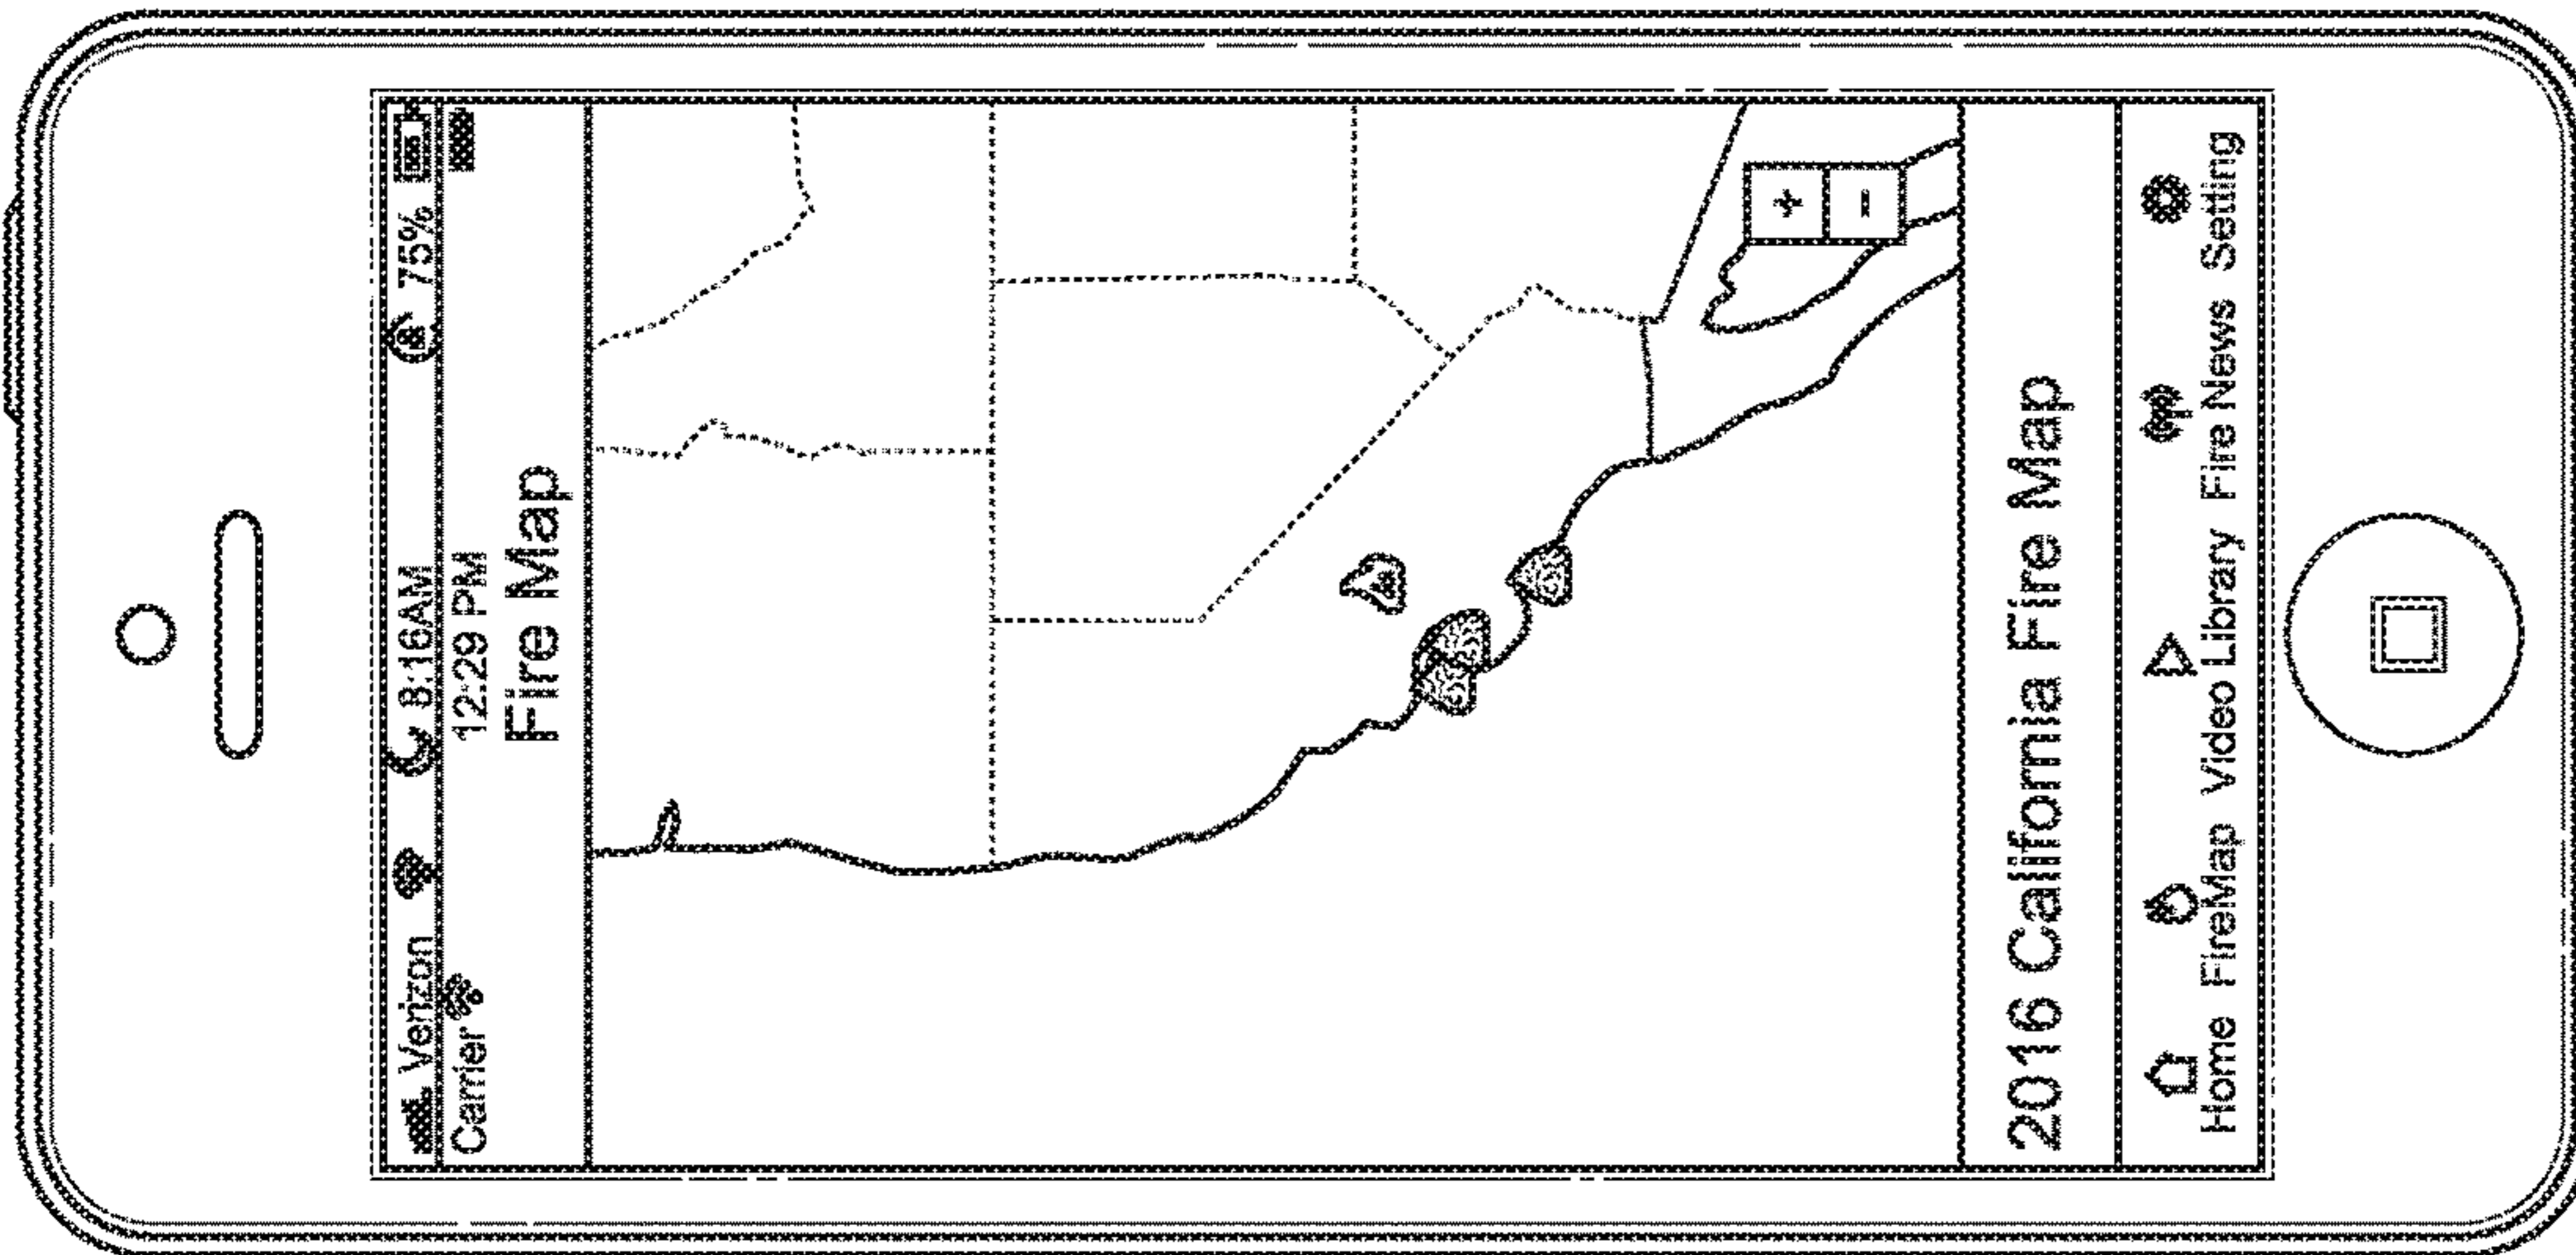 Verizon 8:16AM 75%
Carrier 12:29 PM
Fire Map
+
−
2016 California Fire Map
Home FireMap Video Library Fire News Setting